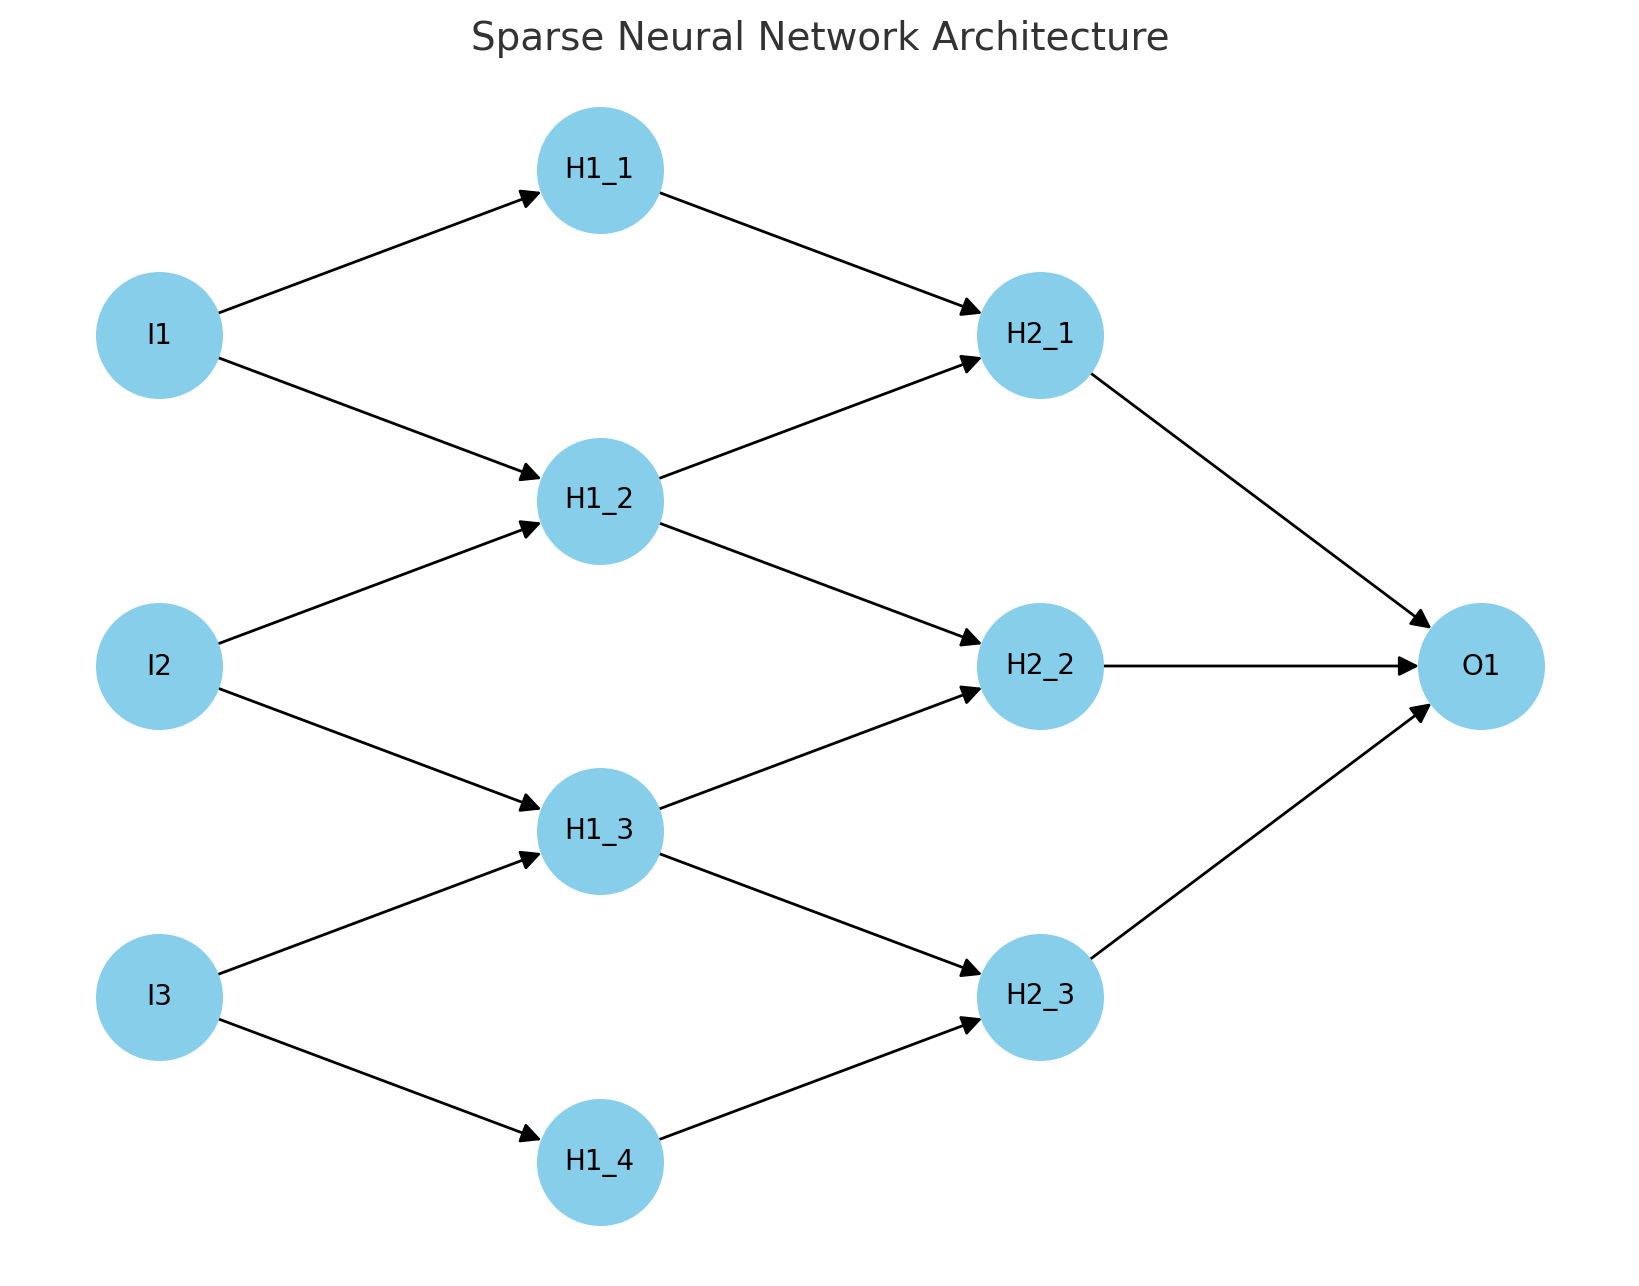 Sparse Neural Network Architecture
H1_1
I1
H2_1
H1_2
I2
H2_2
O1
H1_3
I3
H2_3
H1_4